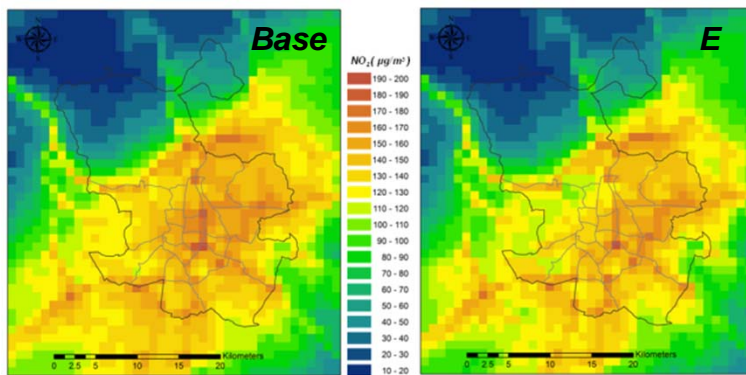 Base
E
NO₂( µg/m³)
190 - 200
180 - 190
170 - 180
160 - 170
150 - 160
140 - 150
130 - 140
120 - 130
110 - 120
100 - 110
90 - 100
80 - 90
70 - 80
60 - 70
50 - 60
40 - 50
30 - 40
20 - 30
10 - 20
Kilometers
0 2.5 5 10 15 20
Kilometers
0 2.5 5 10 15 20